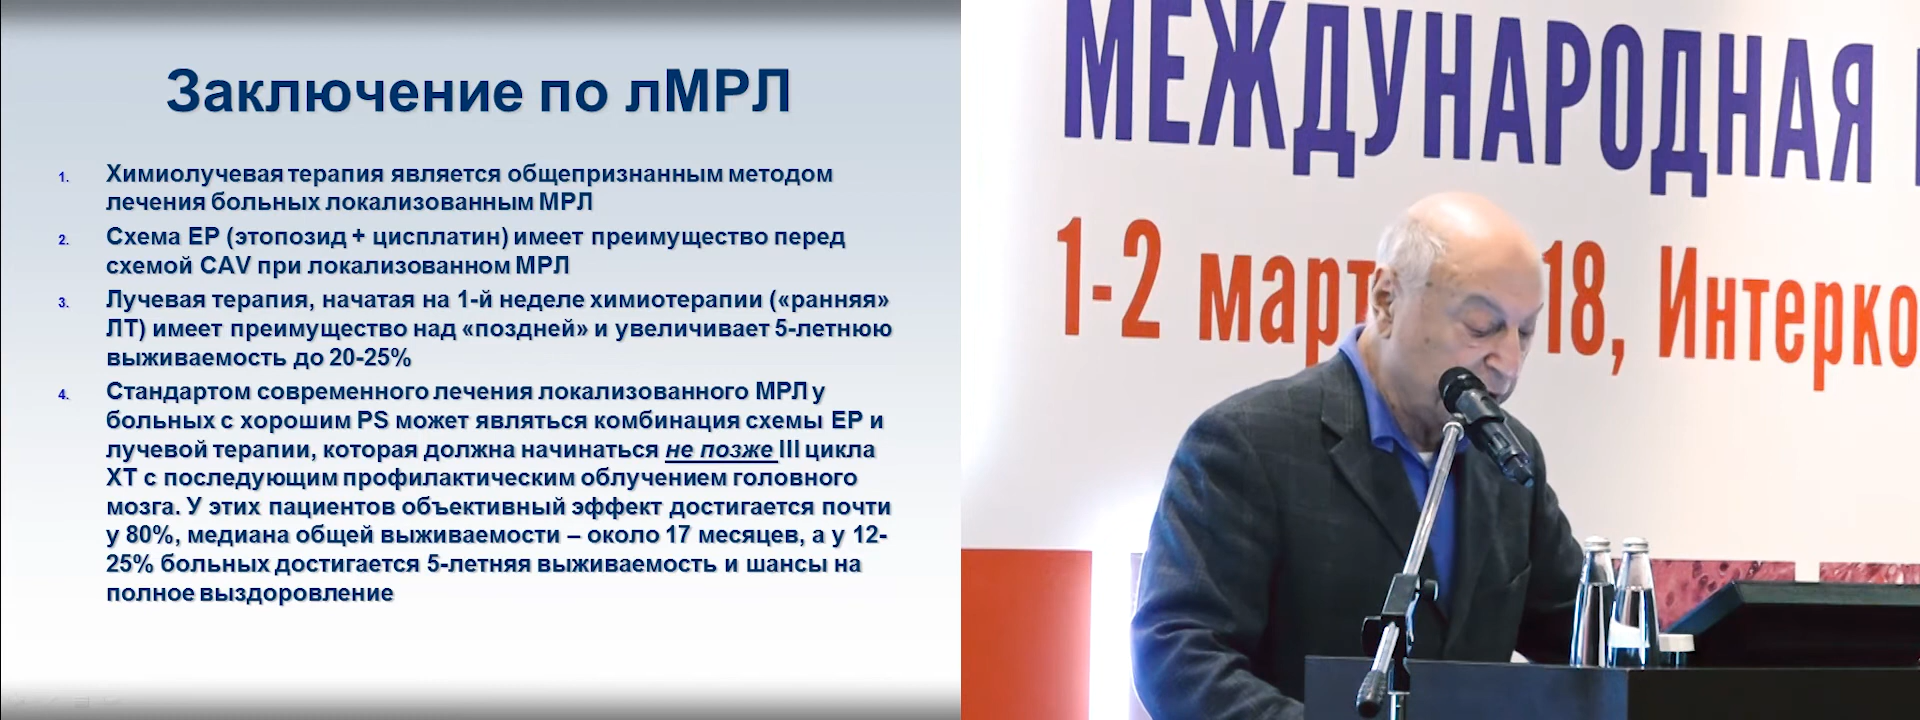 Заключение по лМРЛ
1. Химиолучевая терапия является общепризнанным методом
лечения больных локализованным МРЛ
2. Схема ЕР (этопозид + цисплатин) имеет преимущество перед
схемой CAV при локализованном МРЛ
3. Лучевая терапия, начатая на 1-й неделе химиотерапии («ранняя»
ЛТ) имеет преимущество над «поздней» и увеличивает 5-летнюю
выживаемость до 20-25%
4. Стандартом современного лечения локализованного МРЛ у
больных с хорошим PS может являться комбинация схемы ЕР и
лучевой терапии, которая должна начинаться не позже III цикла
ХТ с последующим профилактическим облучением головного
мозга. У этих пациентов объективный эффект достигается почти
у 80%, медиана общей выживаемости – около 17 месяцев, а у 12-
25% больных достигается 5-летняя выживаемость и шансы на
полное выздоровление
МЕЖДУНАРОДНАЯ
1-2 март 18, Интерко